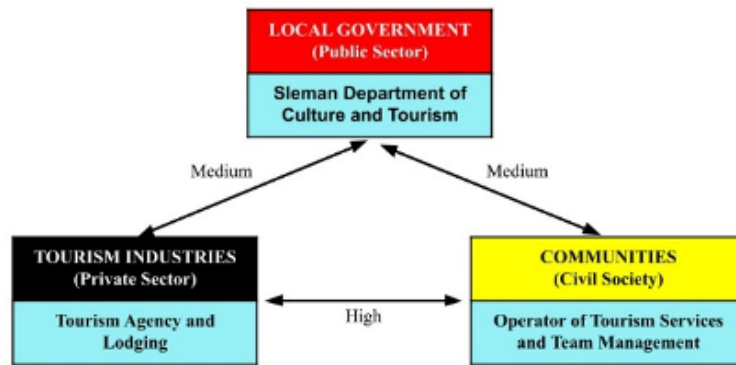 LOCAL GOVERNMENT
(Public Sector)
Sleman Department of
Culture and Tourism
Medium
Medium
TOURISM INDUSTRIES
(Private Sector)
Tourism Agency and
Lodging
High
COMMUNITIES
(Civil Society)
Operator of Tourism Services
and Team Management